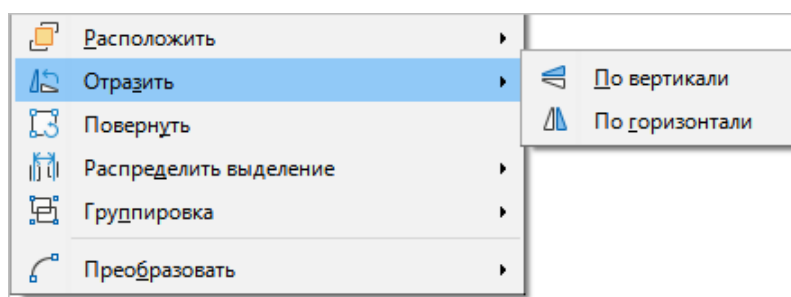 Расположить
Отразить
По вертикали
По горизонтали
Повернуть
Распределить выделение
Группировка
Преобразовать